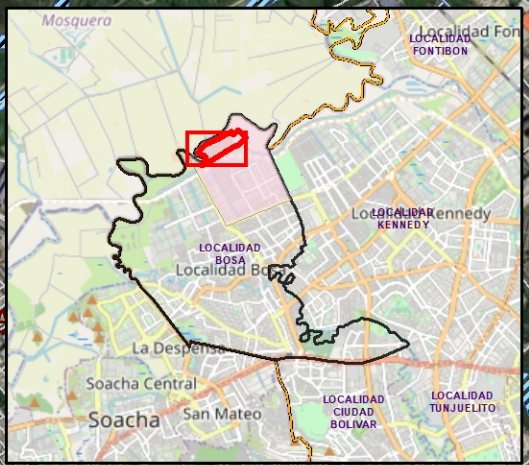 Mosquera
Localidad Fon
LOCALIDAD
FONTIBON
Localidad Kennedy
LOCALIDAD
KENNEDY
LOCALIDAD
BOSA
Localidad Bosa
La Despensa
Soacha Central
Soacha
San Mateo
LOCALIDAD
CIUDAD
BOLIVAR
LOCALIDAD
TUNJUELITO